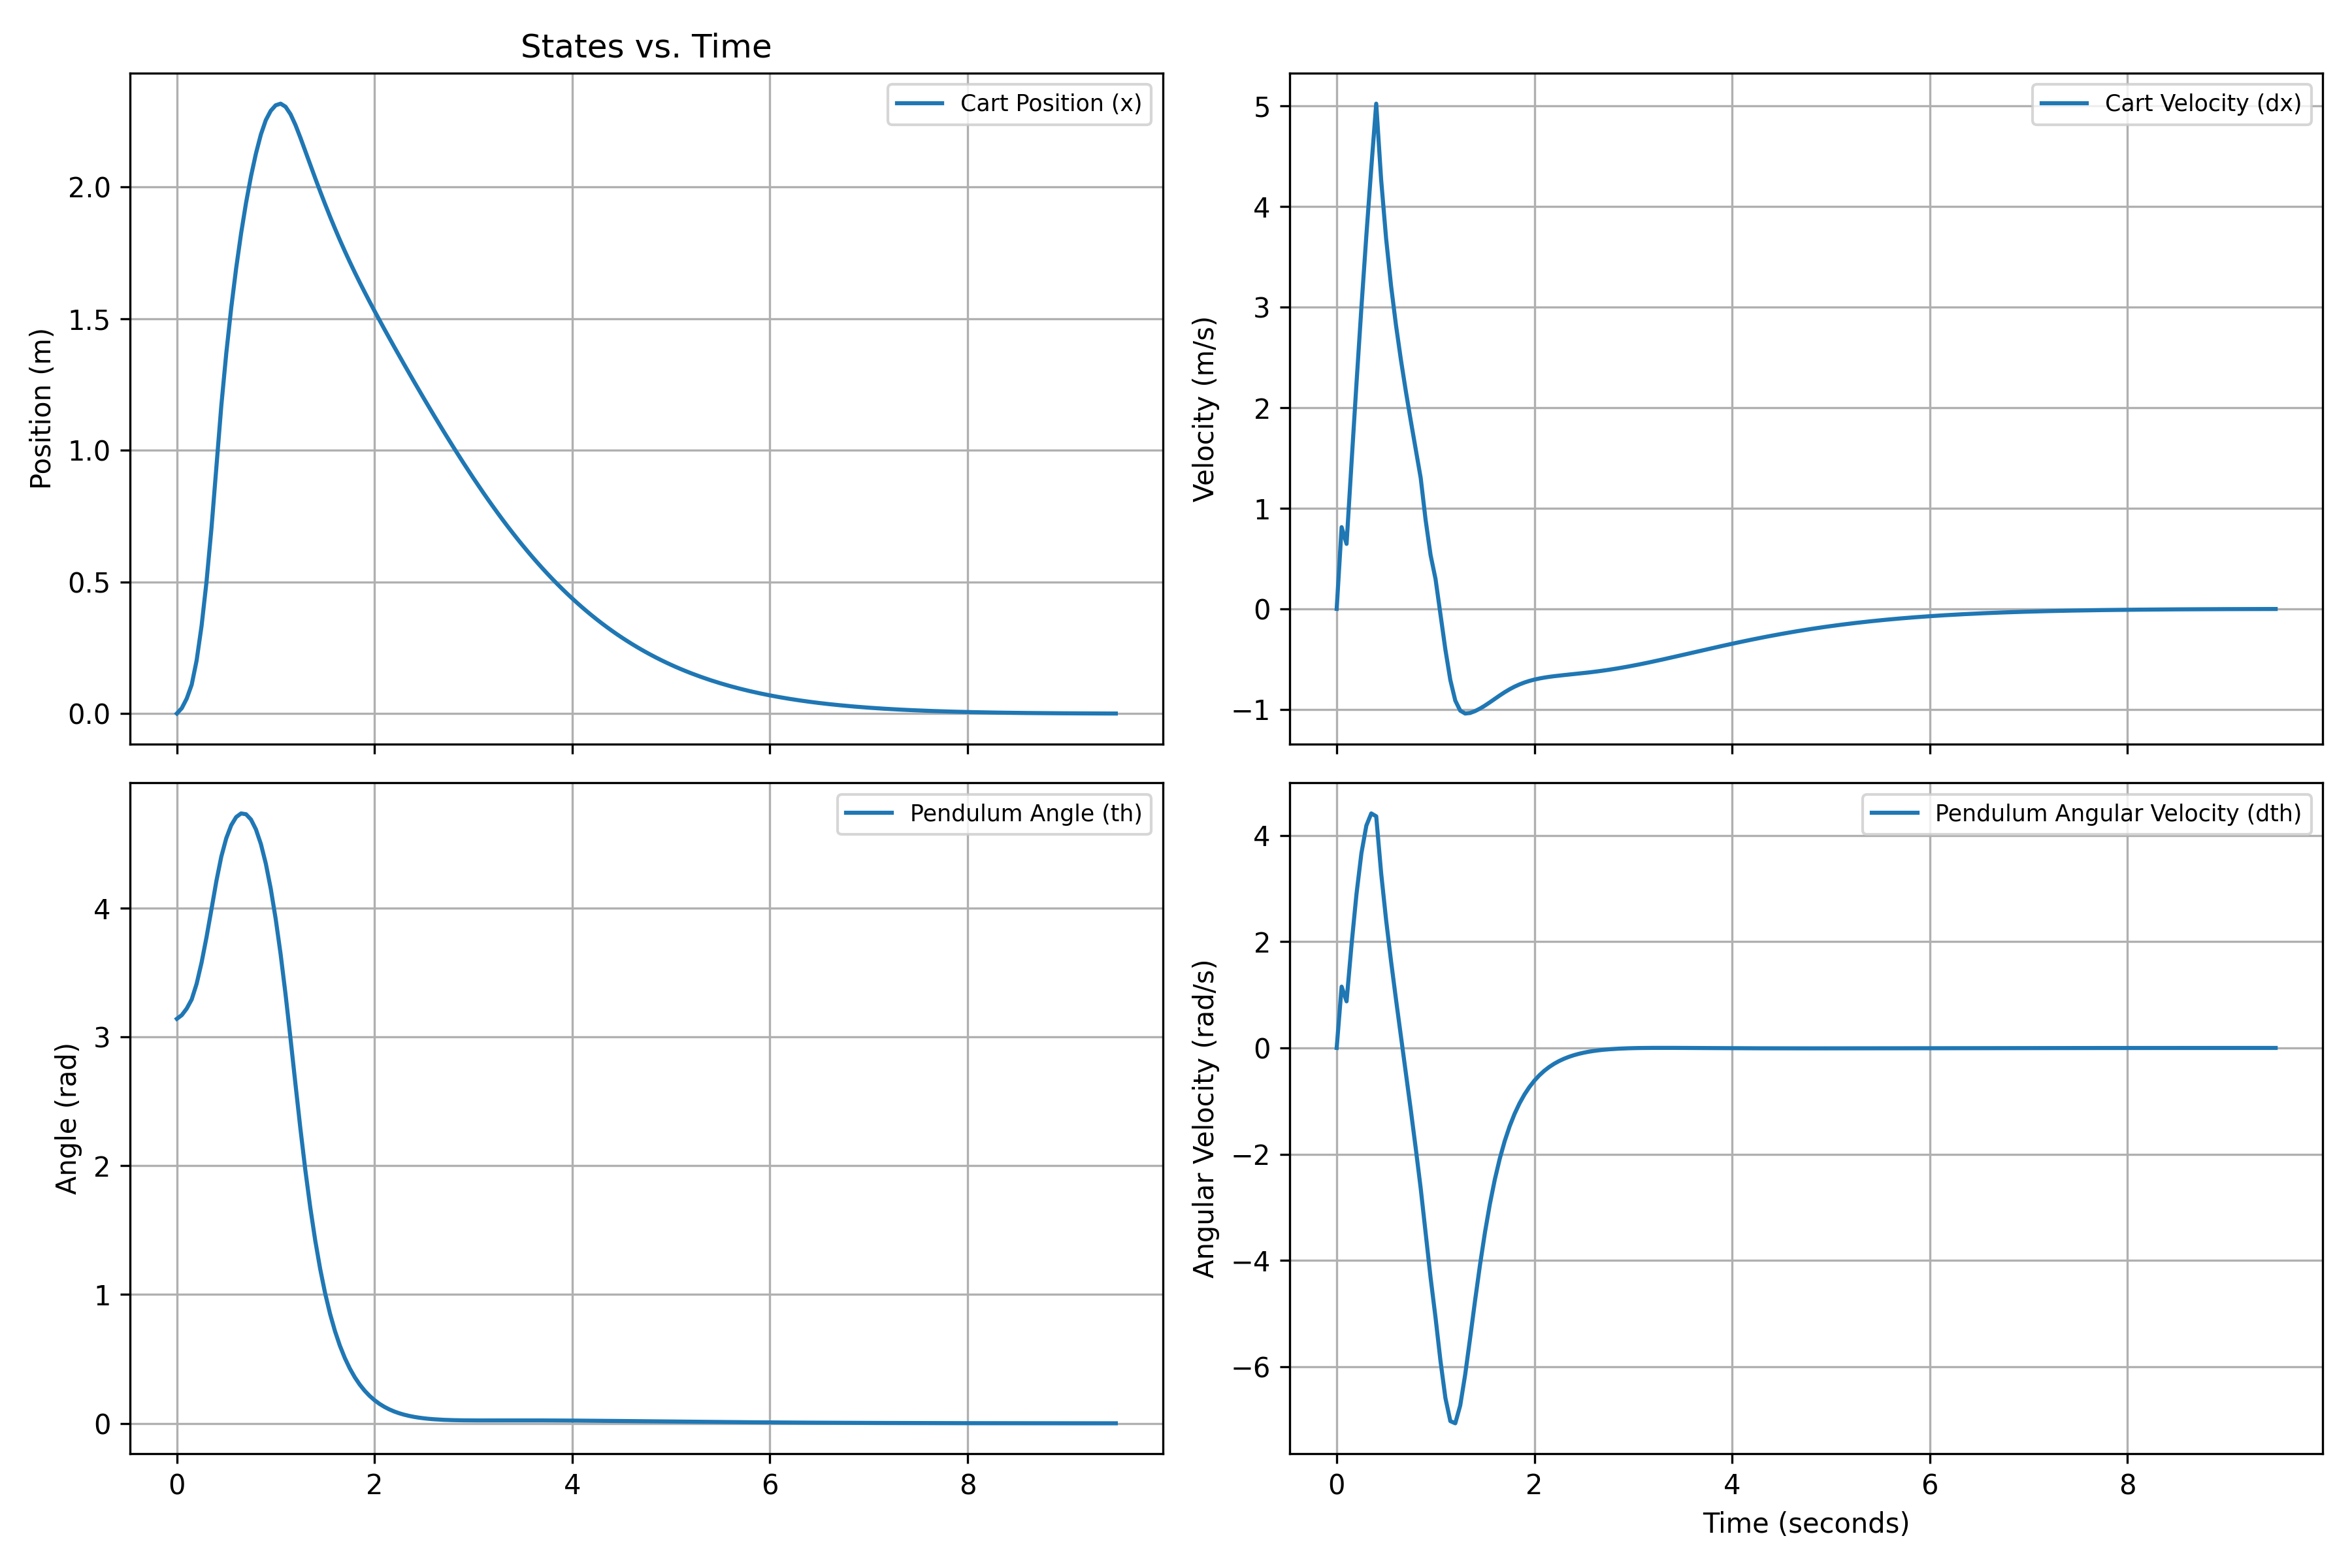 States vs. Time
Cart Position (x)
Position (m)
2.0
1.5
1.0
0.5
0.0
Cart Velocity (dx)
Velocity (m/s)
5
4
3
2
1
0
−1
Pendulum Angle (th)
Angle (rad)
4
3
2
1
0
0 2 4 6 8
Pendulum Angular Velocity (dth)
Angular Velocity (rad/s)
4
2
0
−2
−4
−6
0 2 4 6 8
Time (seconds)